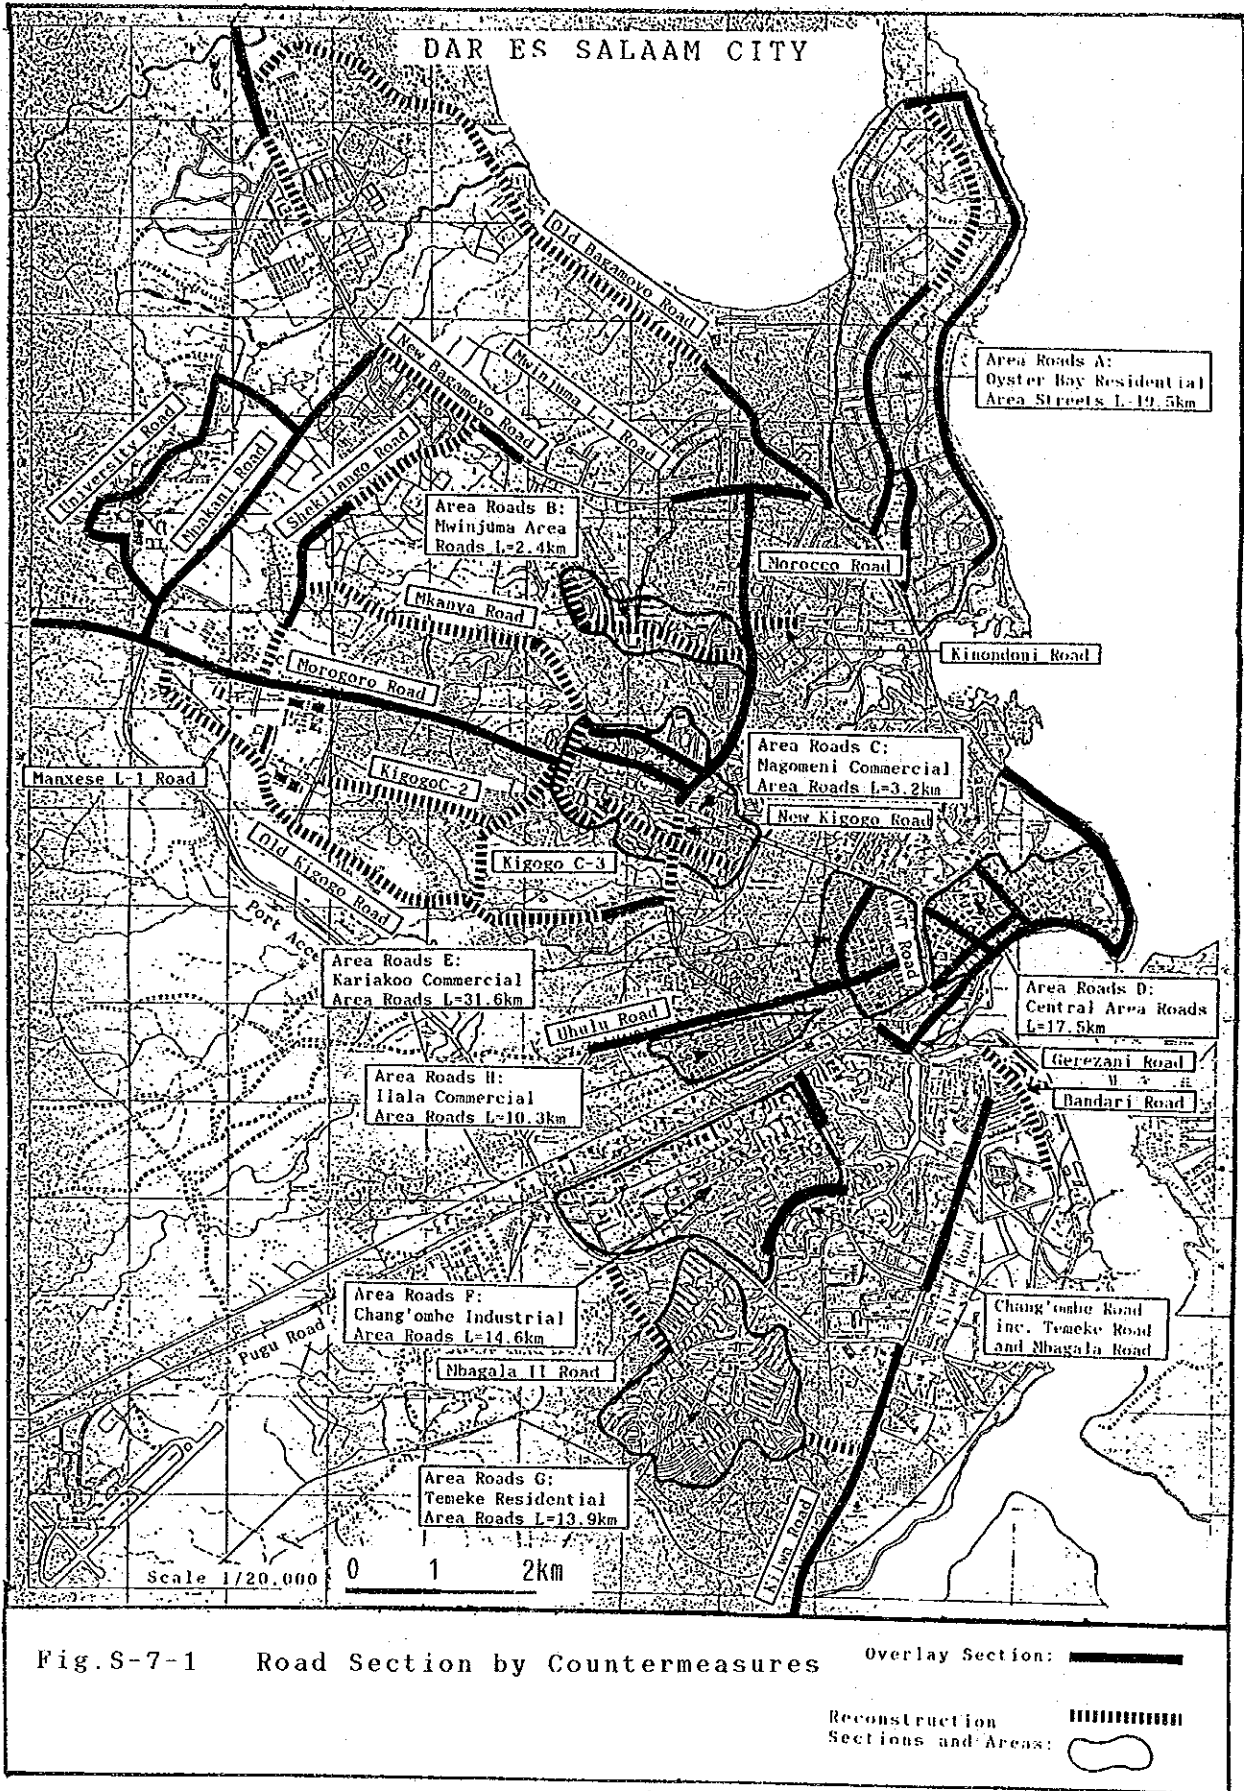 DAR ES SALAAM CITY
Old Bagamoyo Road
New Bagamoyo Road
Mwinjuma L-1 Road
Area Roads A:
Oyster Bay Residential
Area Streets L-19.5km
University Road
Mnakani Road
Shekilango Road
Area Roads B:
Mwinjuma Area
Roads L=2.4km
Morocco Road
Mkanya Road
Kinondoni Road
Morogoro Road
Area Roads C:
Magomeni Commercial
Area Roads L=3.2km
Manxese L-1 Road
KigogoC-2
New Kigogo Road
Old Kigogo Road
Kigogo C-3
Port Acce
Area Roads E:
Kariakoo Commercial
Area Roads L=31.6km
Road
Area Roads D:
Central Area Roads
L=17.5km
Uhulu Road
Gerezani Road
Bandari Road
Area Roads H:
Ilala Commercial
Area Roads L=10.3km
Kilwa Road
Area Roads F:
Chang'ombe Industrial
Area Roads L=14.6km
Chang'ombe Road
inc. Temeke Road
and Mbagala Road
Pugu Road
Mbagala II Road
Area Roads G:
Temeke Residential
Area Roads L=13.9km
Kilwa Road
Scale 1/20,000
0 1 2km
Fig.S-7-1 Road Section by Countermeasures
Overlay Section:
Reconstruction
Sections and Areas: